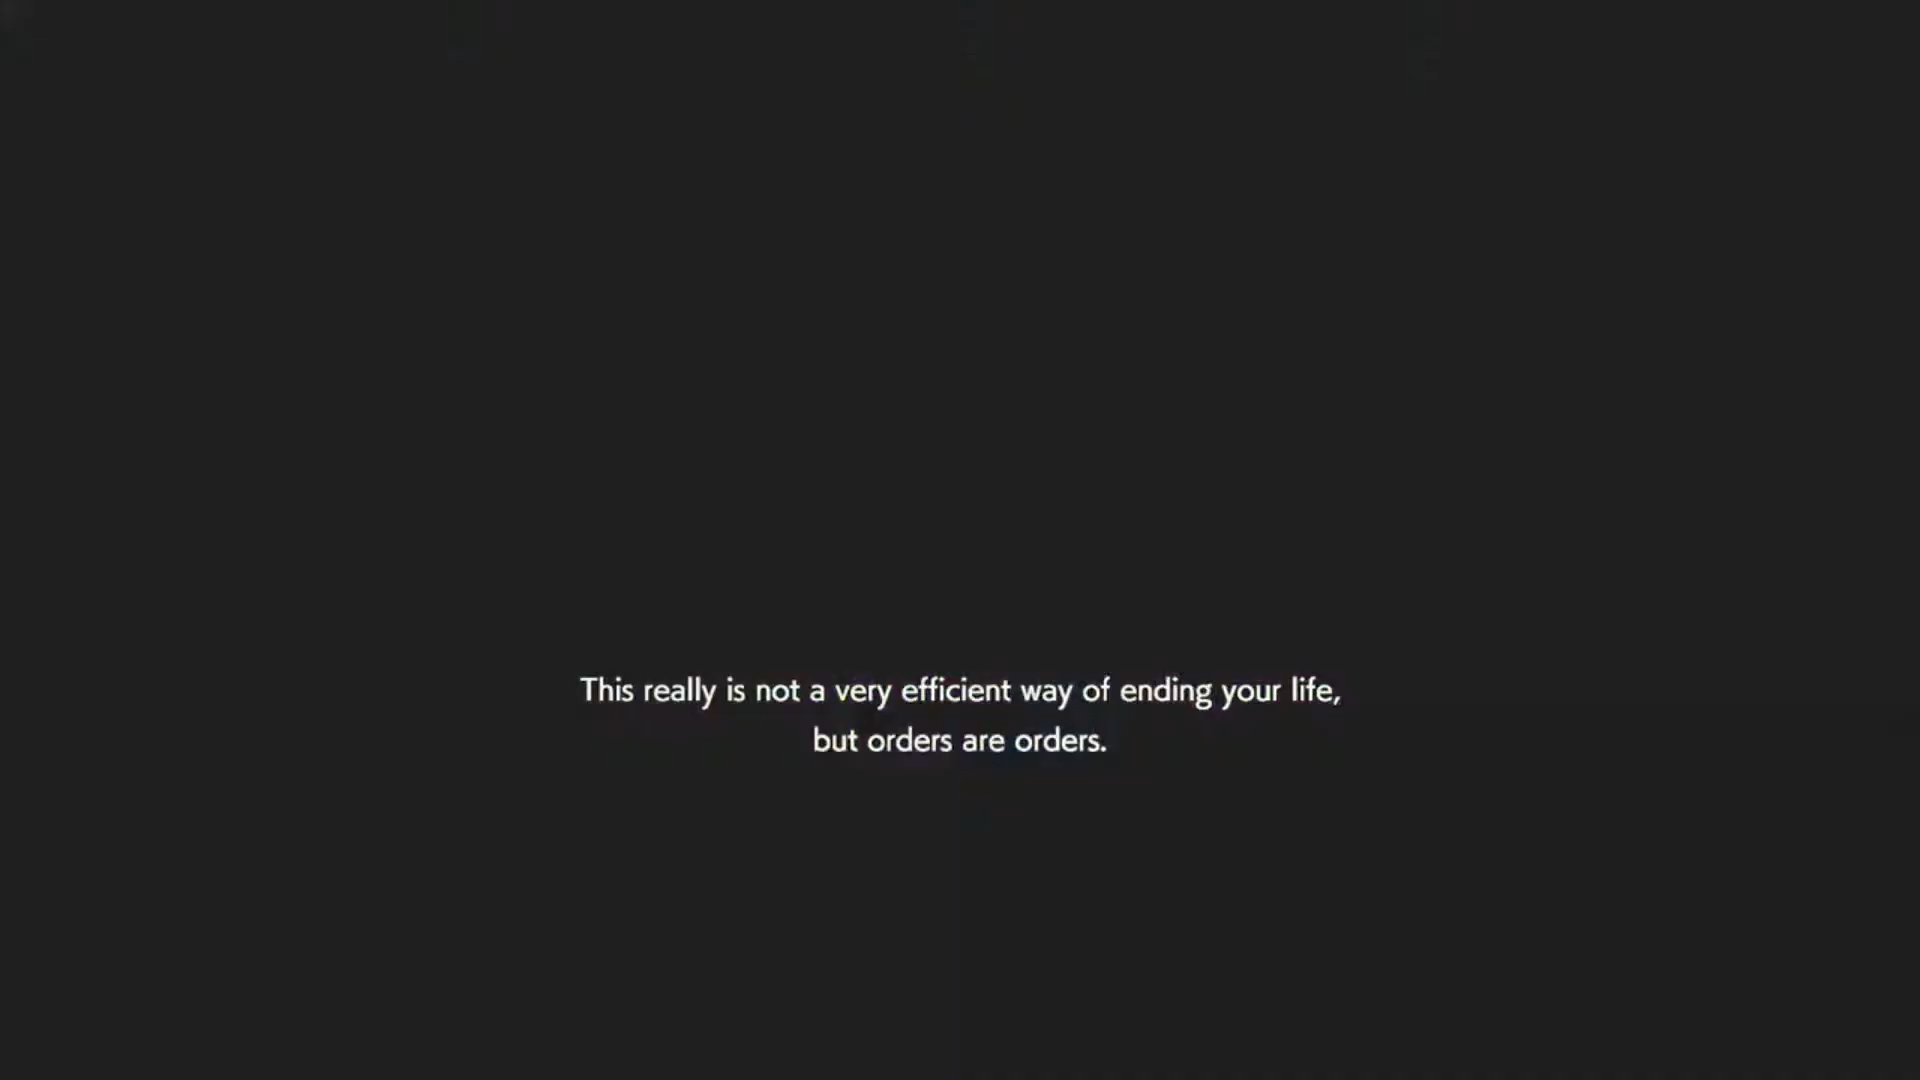 This really is not a very efficient way of ending your life,
but orders are orders.